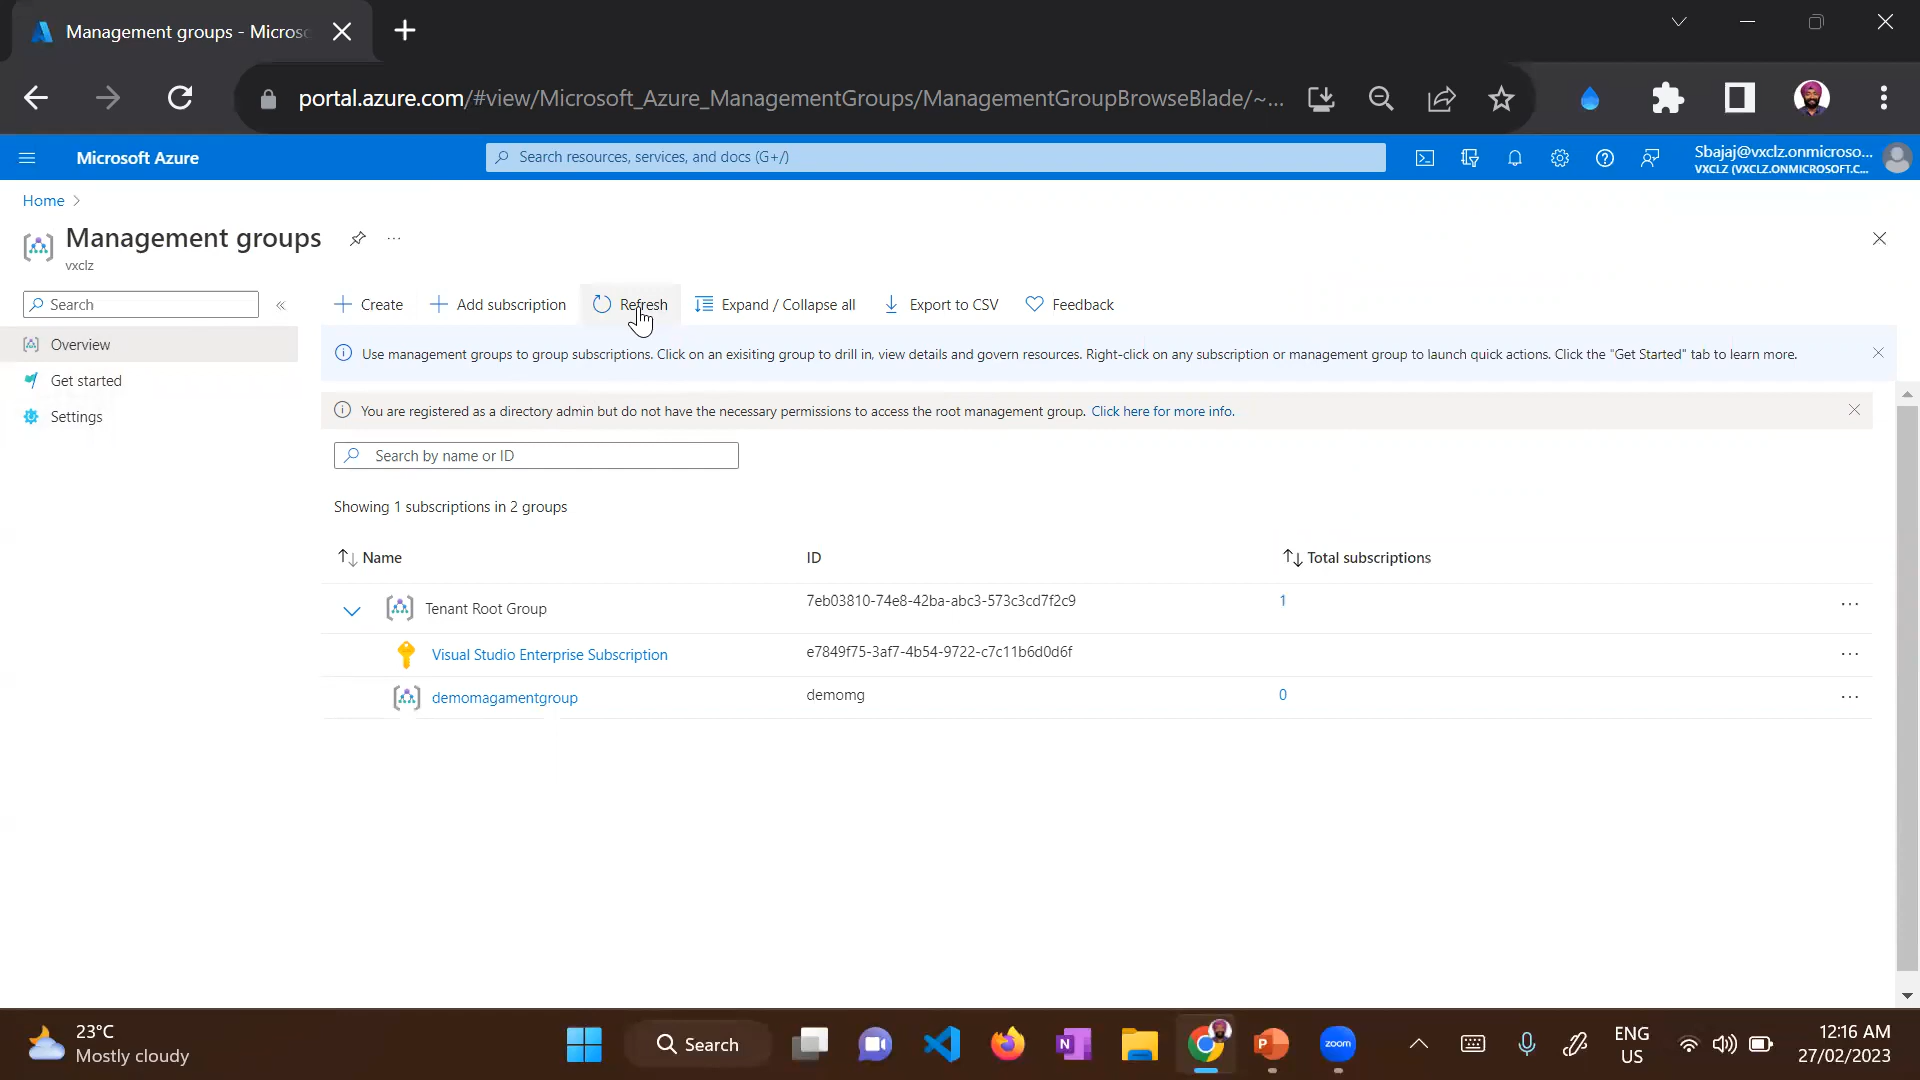 Management groups - Micros
portal.azure.com/#view/Microsoft_Azure_ManagementGroups/ManagementGroupBrowseBlade/~...
Microsoft Azure
Search resources, services, and docs (G+/)
Sbajaj@vxclz.onmicroso...
VXCLZ (VXCLZ.ONMICROSOFT.C...
Home
Management groups
...
vxclz
Search
«
Create
Add subscription
Refresh
Expand / Collapse all
Export to CSV
Feedback
Overview
Get started
Settings
Use management groups to group subscriptions. Click on an exisiting group to drill in, view details and govern resources. Right-click on any subscription or management group to launch quick actions. Click the "Get Started" tab to learn more.
You are registered as a directory admin but do not have the necessary permissions to access the root management group. Click here for more info.
Search by name or ID
Showing 1 subscriptions in 2 groups
Name ID Total subscriptions
Tenant Root Group 7eb03810-74e8-42ba-abc3-573c3cd7f2c9 1 ...
Visual Studio Enterprise Subscription e7849f75-3af7-4b54-9722-c7c11b6d0d6f ...
demomagamentgroup demomg 0 ...
23°C
Mostly cloudy
Search
N
P
zoom
ENG
US
12:16 AM
27/02/2023